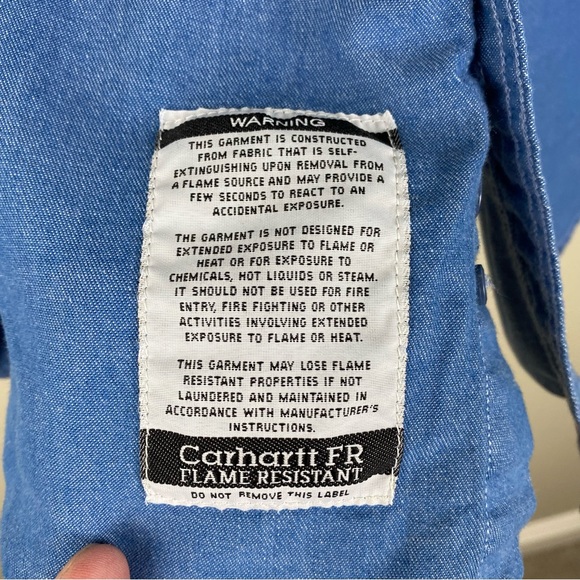 WARNING
THIS GARMENT IS CONSTRUCTED
FROM FABRIC THAT IS SELF-
EXTINGUISHING UPON REMOVAL FROM
A FLAME SOURCE AND MAY PROVIDE A
FEW SECONDS TO REACT TO AN
ACCIDENTAL EXPOSURE.
THE GARMENT IS NOT DESIGNED FOR
EXTENDED EXPOSURE TO FLAME OR
HEAT OR FOR EXPOSURE TO
CHEMICALS, HOT LIQUIDS OR STEAM.
IT SHOULD NOT BE USED FOR FIRE
ENTRY, FIRE FIGHTING OR OTHER
ACTIVITIES INVOLVING EXTENDED
EXPOSURE TO FLAME OR HEAT.
THIS GARMENT MAY LOSE FLAME
RESISTANT PROPERTIES IF NOT
LAUNDERED AND MAINTAINED IN
ACCORDANCE WITH MANUFACTURER'S
INSTRUCTIONS.
Carhartt FR
FLAME RESISTANT
DO NOT REMOVE THIS LABEL